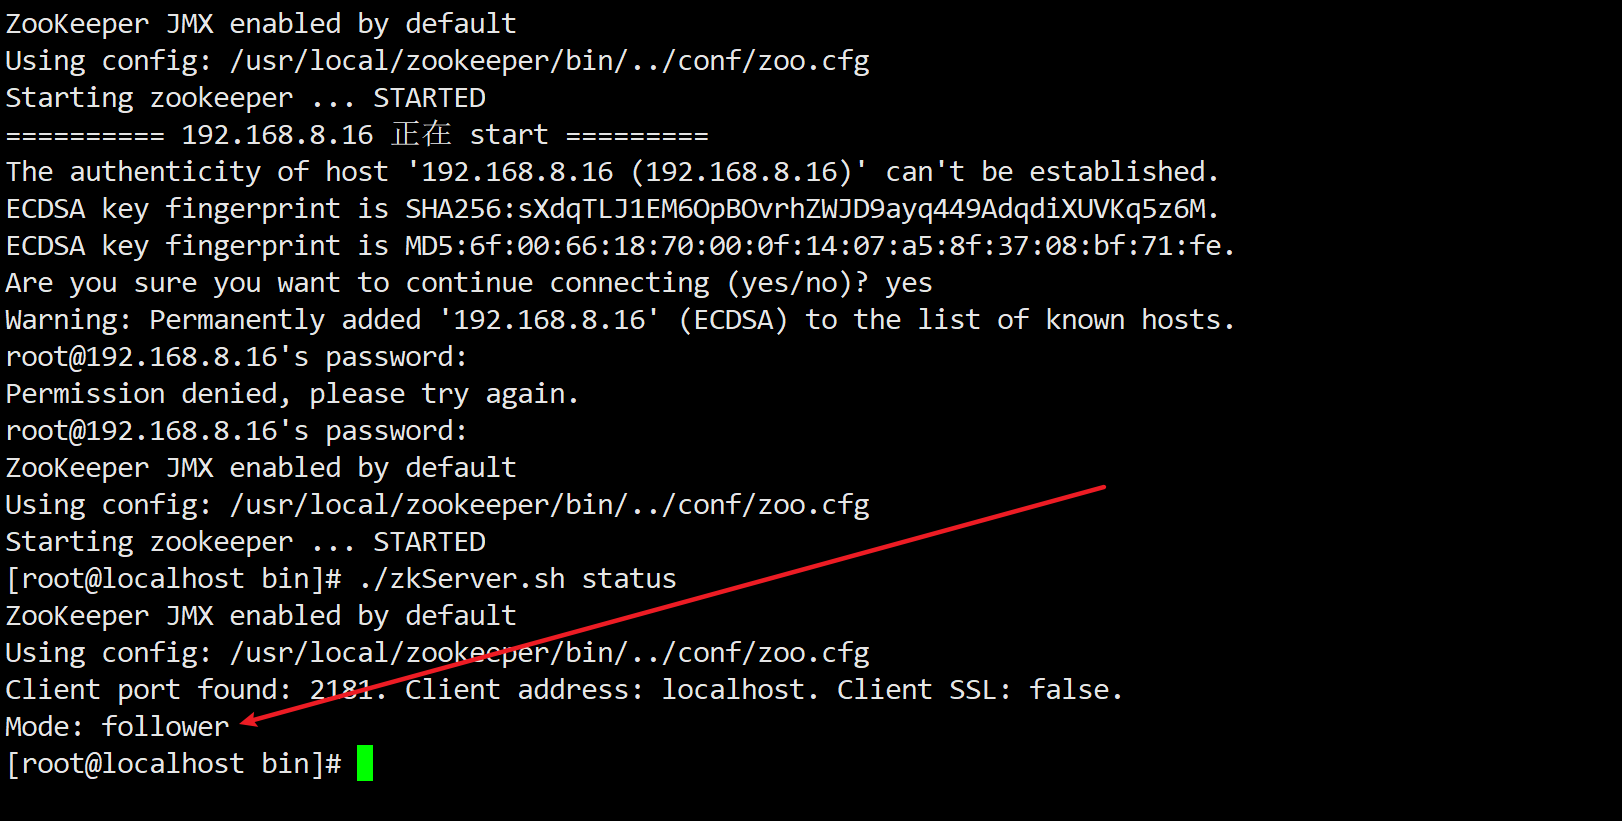 ZooKeeper JMX enabled by default
Using config: /usr/local/zookeeper/bin/../conf/zoo.cfg
Starting zookeeper ... STARTED
========== 192.168.8.16 正在 start =========
The authenticity of host '192.168.8.16 (192.168.8.16)' can't be established.
ECDSA key fingerprint is SHA256:sXdqTLJ1EM6OpBOvrhZWJD9ayq449AdqdiXUVKq5z6M.
ECDSA key fingerprint is MD5:6f:00:66:18:70:00:0f:14:07:a5:8f:37:08:bf:71:fe.
Are you sure you want to continue connecting (yes/no)? yes
Warning: Permanently added '192.168.8.16' (ECDSA) to the list of known hosts.
root@192.168.8.16's password:
Permission denied, please try again.
root@192.168.8.16's password:
ZooKeeper JMX enabled by default
Using config: /usr/local/zookeeper/bin/../conf/zoo.cfg
Starting zookeeper ... STARTED
[root@localhost bin]# ./zkServer.sh status
ZooKeeper JMX enabled by default
Using config: /usr/local/zookeeper/bin/../conf/zoo.cfg
Client port found: 2181. Client address: localhost. Client SSL: false.
Mode: follower
[root@localhost bin]#